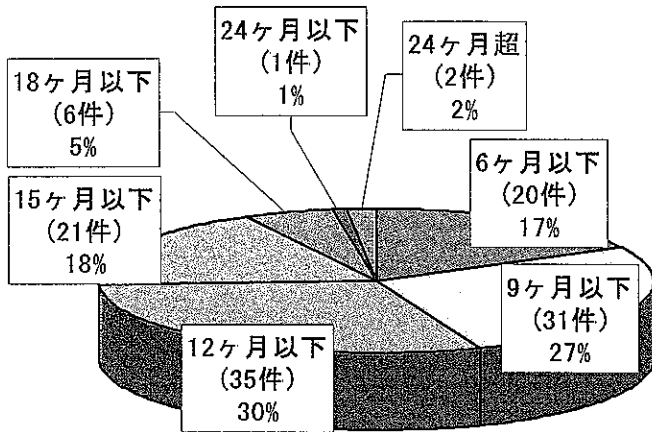 24ヶ月以下
(1件)
1%
24ヶ月超
(2件)
2%
18ヶ月以下
(6件)
5%
6ヶ月以下
(20件)
17%
15ヶ月以下
(21件)
18%
9ヶ月以下
(31件)
27%
12ヶ月以下
(35件)
30%